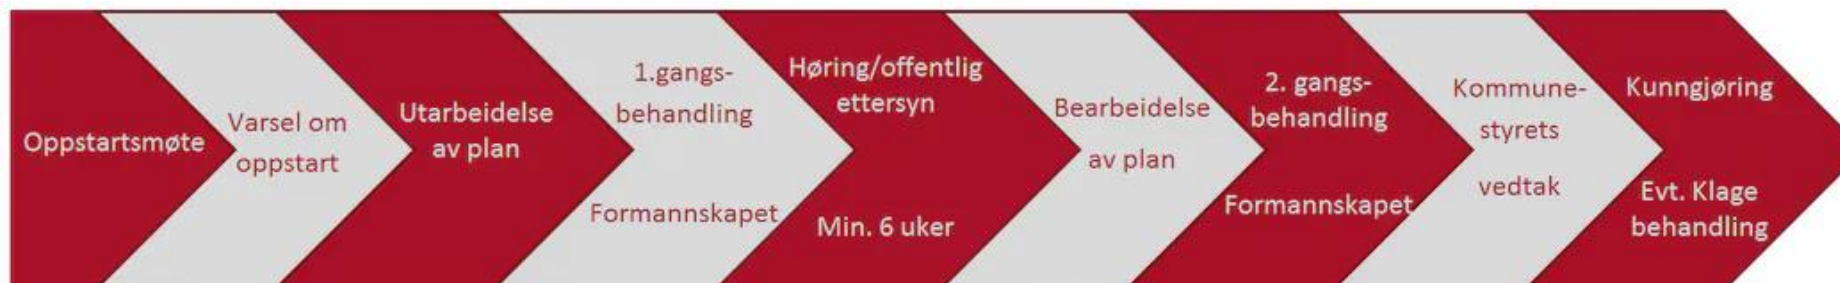 Oppstartsmøte
Varsel om
oppstart
Utarbeidelse
av plan
1.gangs-
behandling
Formannskapet
Høring/offentlig
ettersyn
Min. 6 uker
Bearbeidelse
av plan
2. gangs-
behandling
Formannskapet
Kommune-
styrets
vedtak
Kunngjøring
Evt. Klage
behandling